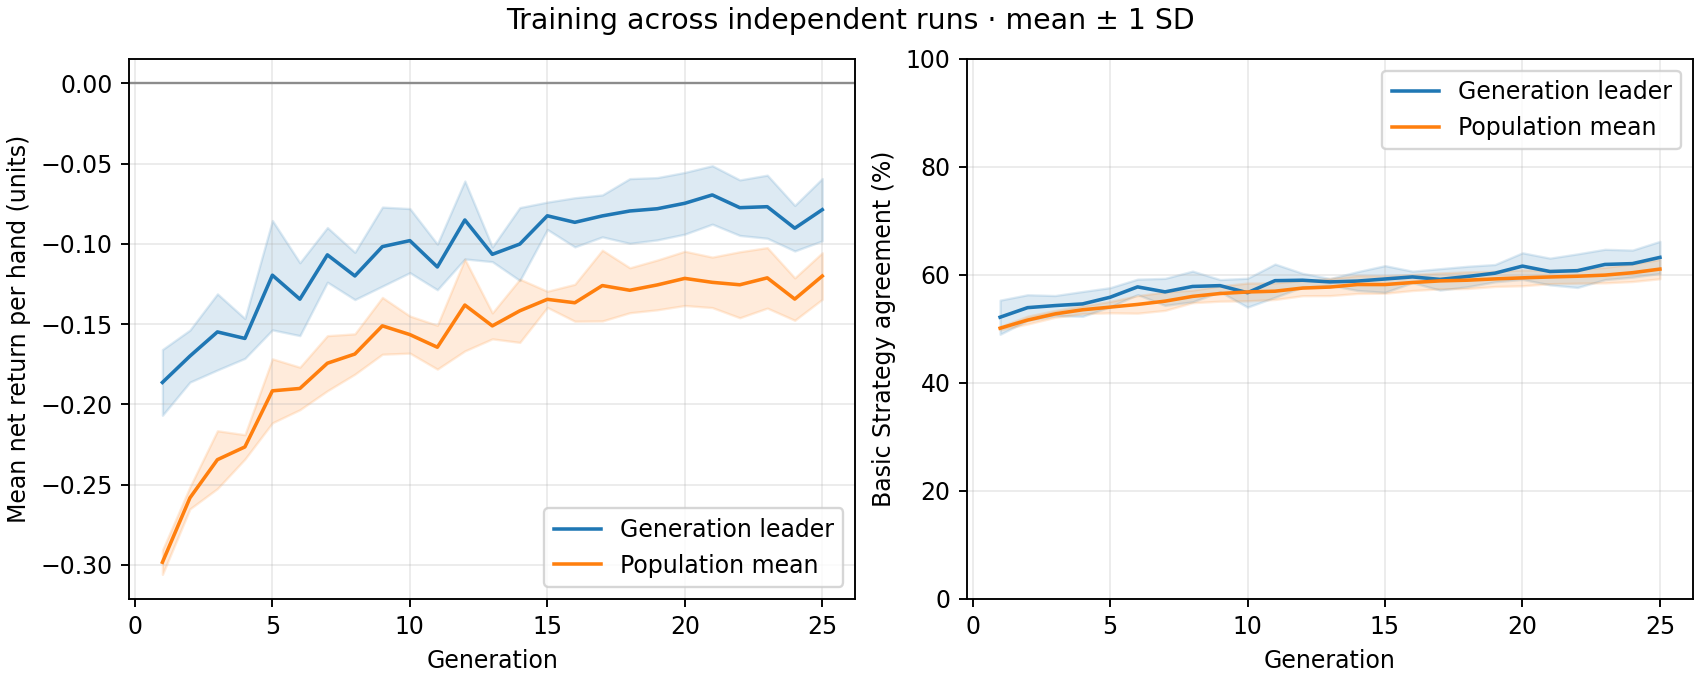 Training across independent runs · mean ± 1 SD
Mean net return per hand (units)
0.00
−0.05
−0.10
−0.15
−0.20
−0.25
−0.30
Generation leader
Population mean
0 5 10 15 20 25
Generation
Basic Strategy agreement (%)
100
80
60
40
20
0
Generation leader
Population mean
0 5 10 15 20 25
Generation